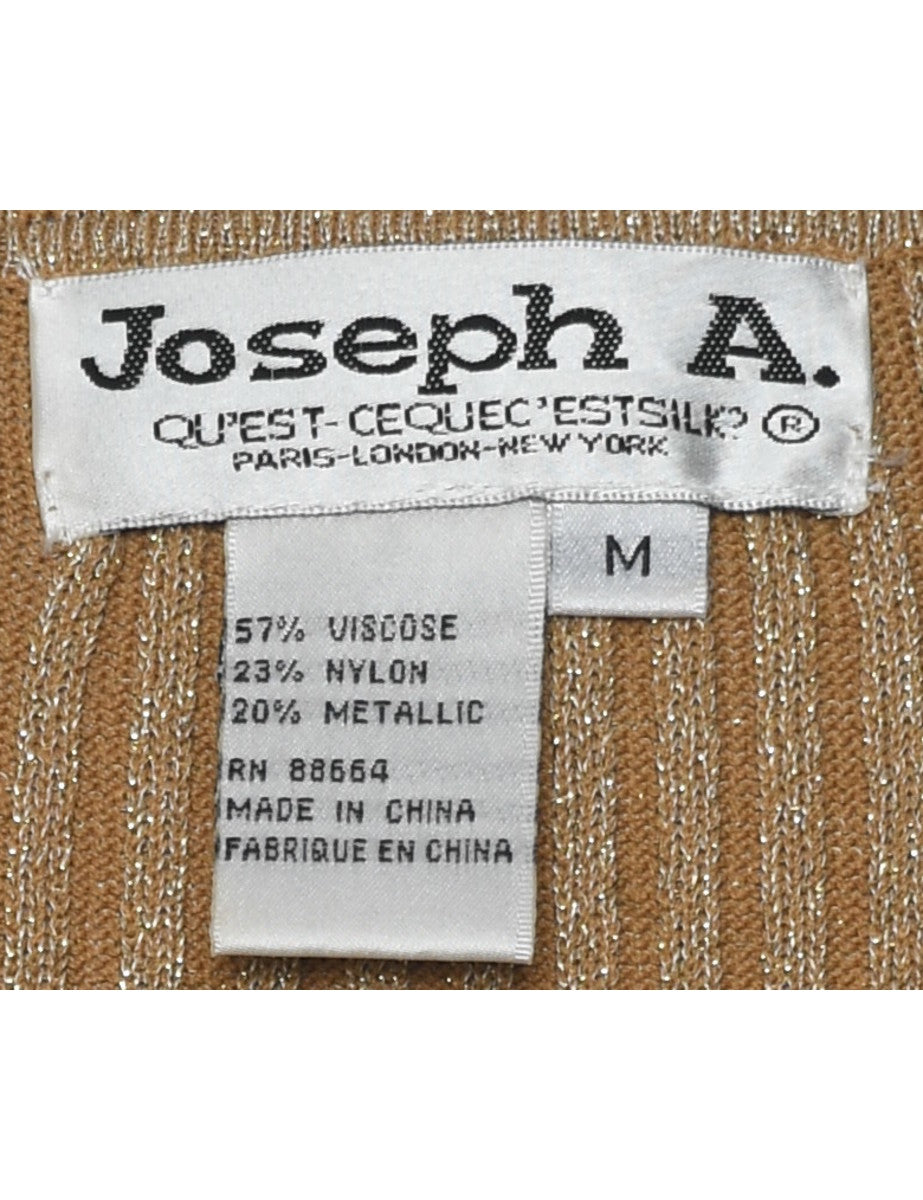 Joseph A.
QU'EST-CEQUEC'ESTSILK? ®
PARIS-LONDON-NEW YORK
M
57% VISCOSE
23% NYLON
20% METALLIC
RN 88664
MADE IN CHINA
FABRIQUE EN CHINA